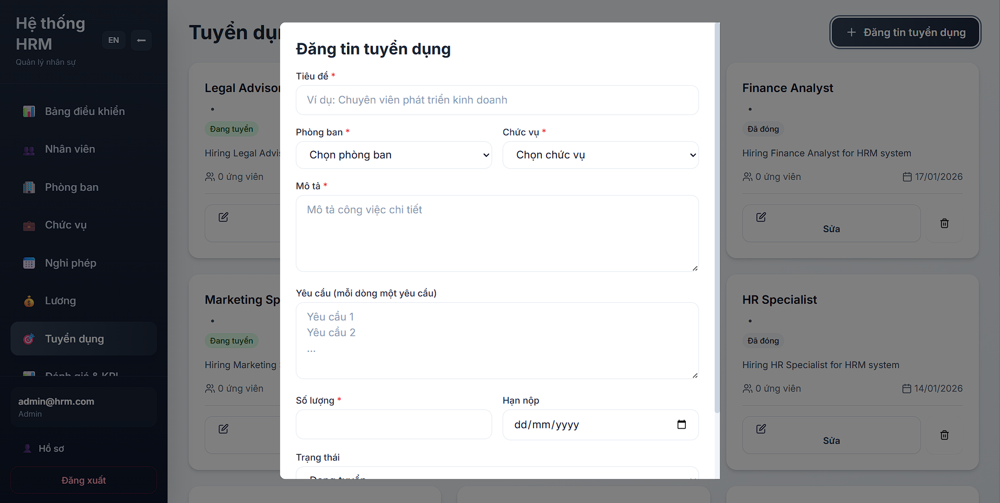 Hệ thống
HRM
EN
Quản lý nhân sự
Bảng điều khiển
Nhân viên
Phòng ban
Chức vụ
Nghỉ phép
Lương
Tuyển dụng
Đánh giá & KPI
admin@hrm.com
Admin
Hồ sơ
Đăng xuất
Đăng tin tuyển dụng
Legal Advisor
Đang tuyển
Hiring Legal
0 ứng viên
Finance Analyst
Đã đóng
Hiring Finance Analyst for HRM system
0 ứng viên 17/01/2026
Sửa
Marketing
Đang tuyển
Hiring Marketing
0 ứng viên
HR Specialist
Đã đóng
Hiring HR Specialist for HRM system
0 ứng viên 14/01/2026
Sửa
Đăng tin tuyển dụng
Tiêu đề *
Ví dụ: Chuyên viên phát triển kinh doanh
Phòng ban * Chức vụ *
Chọn phòng ban Chọn chức vụ
Mô tả *
Mô tả công việc chi tiết
Yêu cầu (mỗi dòng một yêu cầu)
Yêu cầu 1
Yêu cầu 2
...
Số lượng * Hạn nộp
dd/mm/yyyy
Trạng thái
Đang tuyển